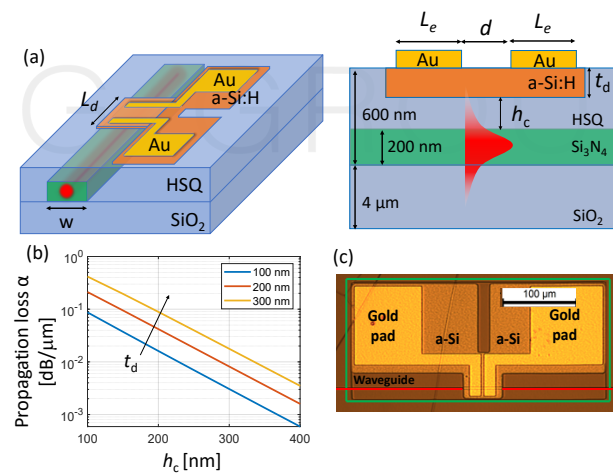 (a)
L_d
Au
a-Si:H
Au
HSQ
SiO₂
w
L_e
d
L_e
Au
Au
a-Si:H
t_d
600 nm
h_c
HSQ
200 nm
Si₃N₄
4 μm
SiO₂
(b)
Propagation loss α
[dB/μm]
10⁰
10⁻¹
10⁻²
10⁻³
100 nm
200 nm
300 nm
t_d
100
200
300
400
h_c [nm]
(c)
100 μm
Gold
pad
a-Si
a-Si
Gold
pad
Waveguide